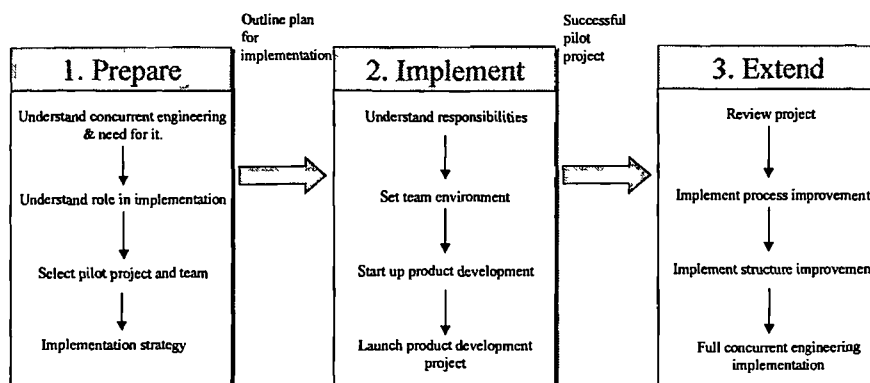 Outline plan
for
implementation
Successful
pilot
project
1. Prepare
Understand concurrent engineering
& need for it.
Understand role in implementation
Select pilot project and team
Implementation strategy
2. Implement
Understand responsibilities
Set team environment
Start up product development
Launch product development
project
3. Extend
Review project
Implement process improvement
Implement structure improvement
Full concurrent engineering
implementation